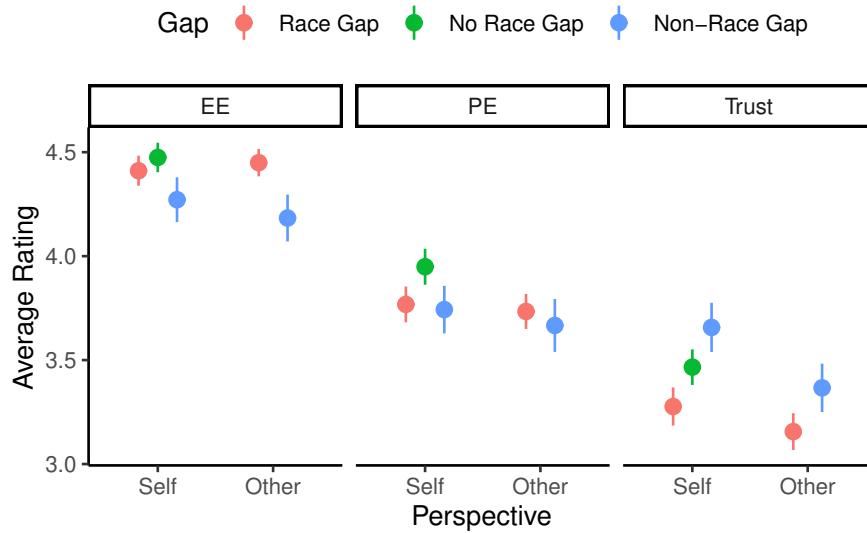 Gap Race Gap No Race Gap Non−Race Gap
EE PE Trust
4.5
4.0
3.5
3.0
Average Rating
Self Other Self Other Self Other
Perspective